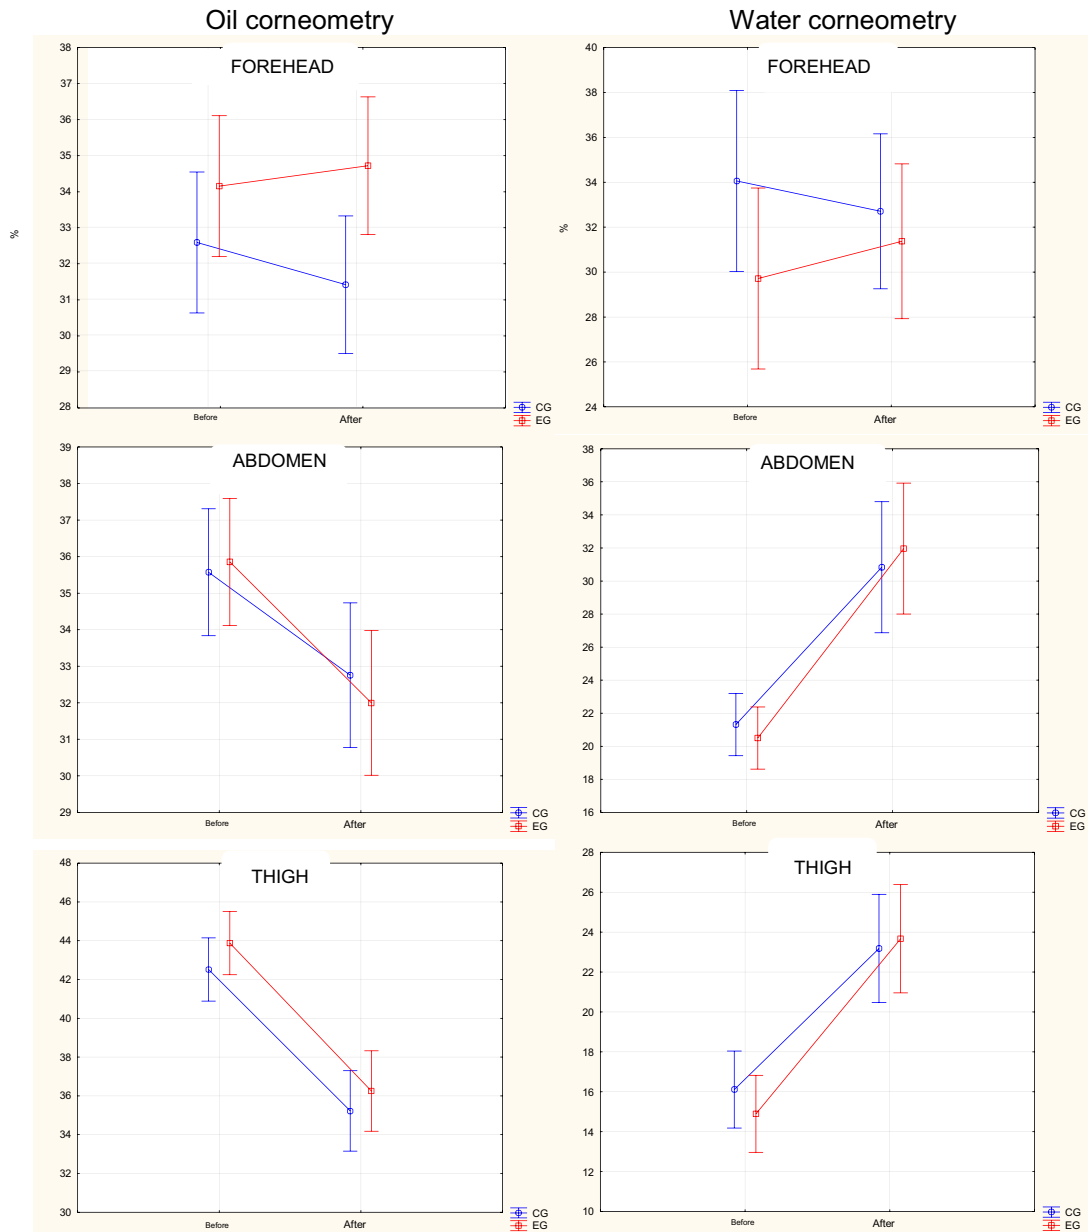 Oil corneometry
Water corneometry
FOREHEAD
38
37
36
35
34
33
32
31
30
29
28
%
Before
After
CG
EG
FOREHEAD
40
38
36
34
32
30
28
26
24
%
Before
After
CG
EG
ABDOMEN
39
38
37
36
35
34
33
32
31
30
29
Before
After
CG
EG
ABDOMEN
38
36
34
32
30
28
26
24
22
20
18
16
Before
After
CG
EG
THIGH
48
46
44
42
40
38
36
34
32
30
Before
After
CG
EG
THIGH
28
26
24
22
20
18
16
14
12
10
Before
After
CG
EG